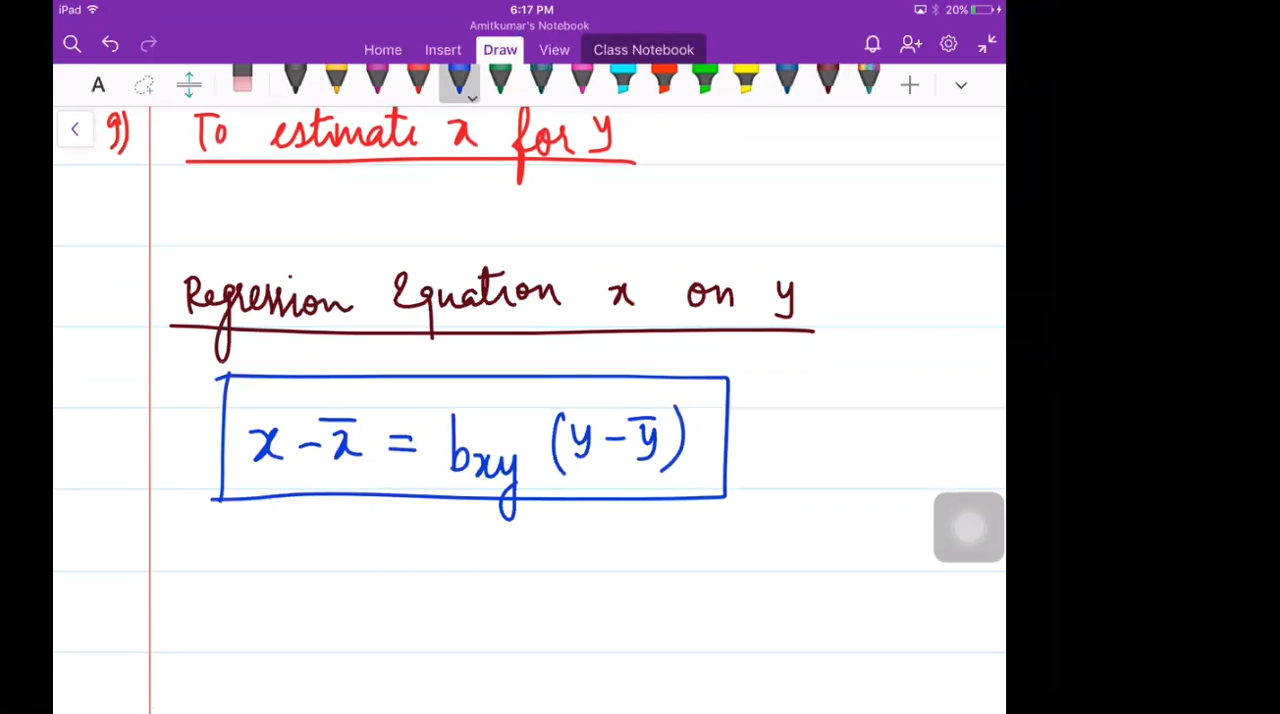 iPad 6:17 PM 20%
Amitkumar's Notebook
Home Insert Draw View Class Notebook
A
9) To estimate x for y
Regression Equation x on y
x - x̄ = bxy (y - ȳ)